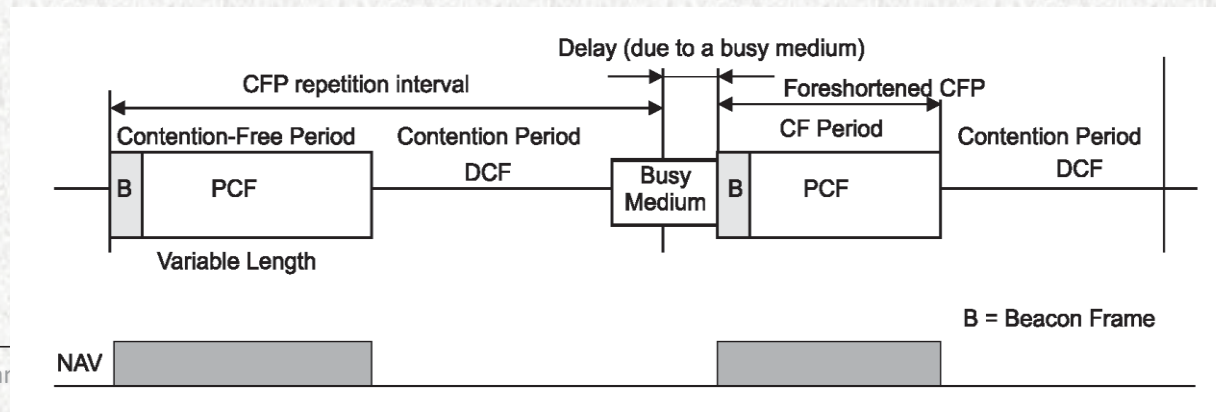 Delay (due to a busy medium)
CFP repetition interval
Foreshortened CFP
Contention-Free Period
Contention Period
CF Period
Contention Period
DCF
DCF
B
PCF
Busy
Medium
B
PCF
Variable Length
B = Beacon Frame
NAV